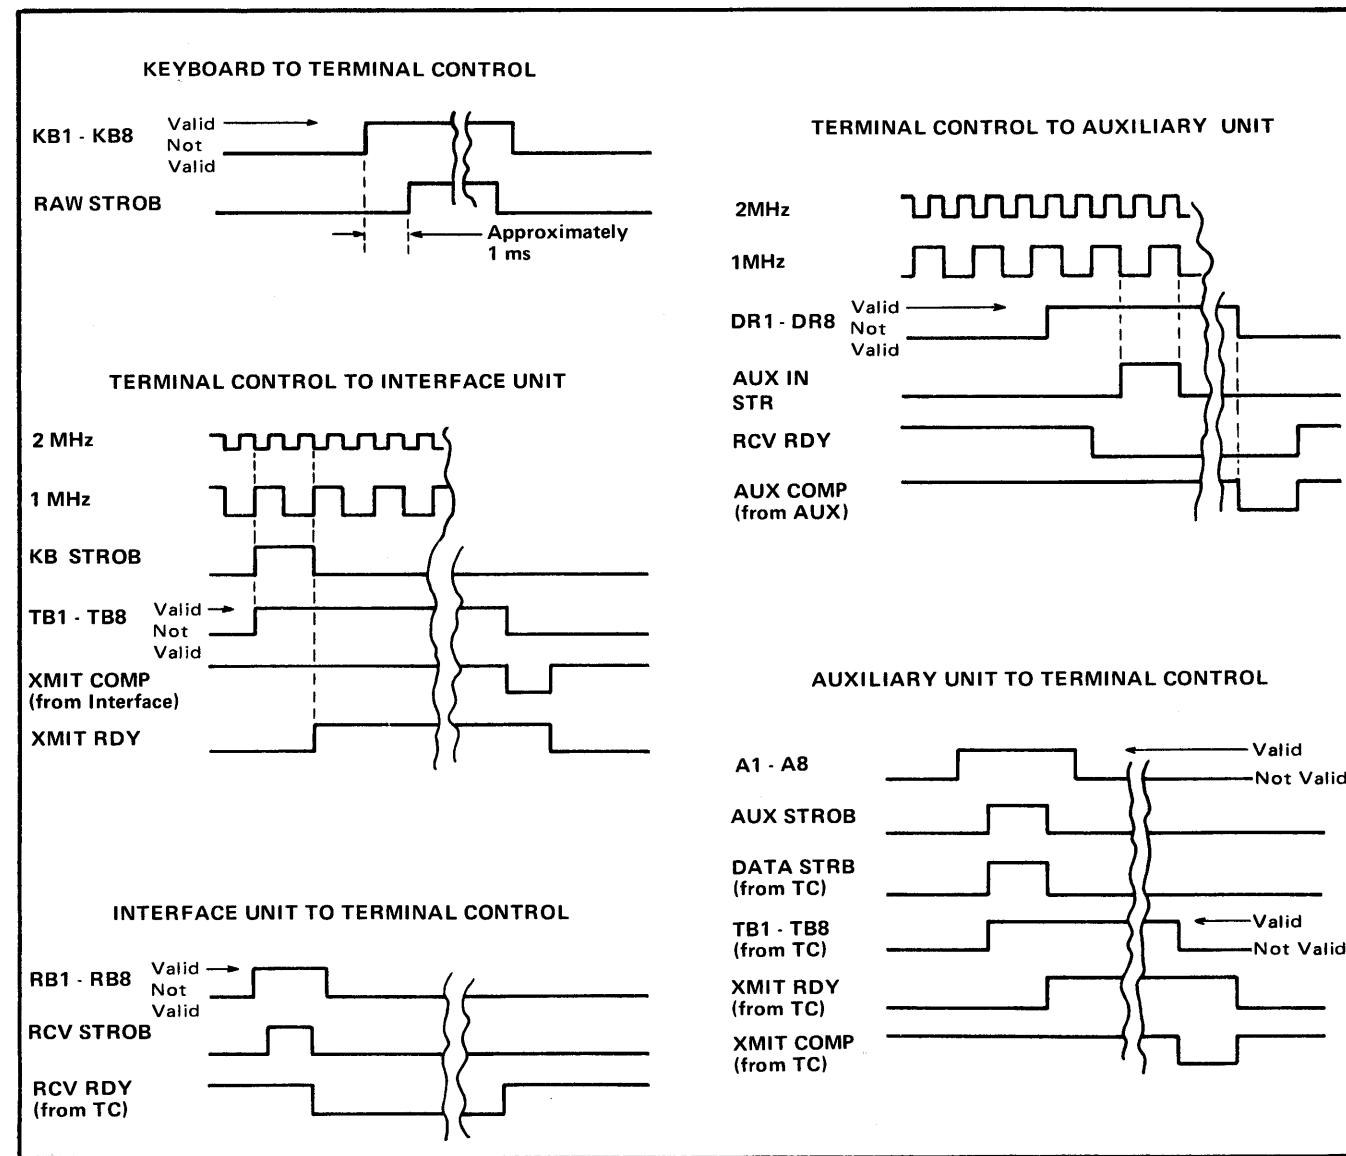 KEYBOARD TO TERMINAL CONTROL
KB1 - KB8
Valid
Not
Valid
RAW STROB
Approximately
1 ms
TERMINAL CONTROL TO INTERFACE UNIT
2 MHz
1 MHz
KB STROB
TB1 - TB8
Valid
Not
Valid
XMIT COMP
(from Interface)
XMIT RDY
INTERFACE UNIT TO TERMINAL CONTROL
RB1 - RB8
Valid
Not
Valid
RCV STROB
RCV RDY
(from TC)
TERMINAL CONTROL TO AUXILIARY UNIT
2MHz
1MHz
DR1 - DR8
Valid
Not
Valid
AUX IN
STR
RCV RDY
AUX COMP
(from AUX)
AUXILIARY UNIT TO TERMINAL CONTROL
A1 - A8
Valid
Not Valid
AUX STROB
DATA STRB
(from TC)
TB1 - TB8
(from TC)
Valid
Not Valid
XMIT RDY
(from TC)
XMIT COMP
(from TC)